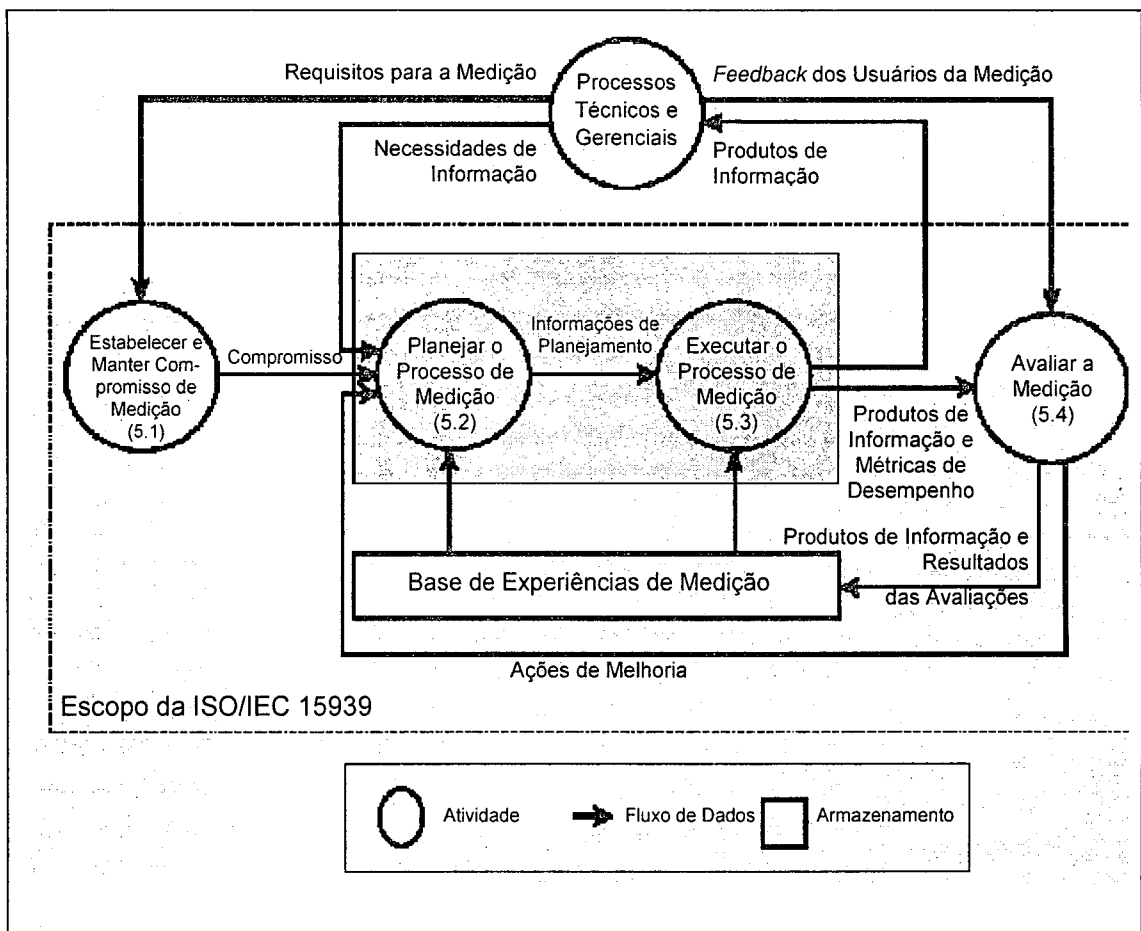 Requisitos para a Medição
Processos
Técnicos e
Gerenciais
Feedback dos Usuários da Medição
Necessidades de
Informação
Produtos de
Informação
Estabelecer e
Manter Com-
promisso de
Medição
(5.1)
Compromisso
Planejar o
Processo de
Medição
(5.2)
Informações de
Planejamento
Executar o
Processo de
Medição
(5.3)
Avaliar a
Medição
(5.4)
Produtos de
Informação e
Métricas de
Desempenho
Produtos de Informação e
Resultados
das Avaliações
Base de Experiências de Medição
Ações de Melhoria
Escopo da ISO/IEC 15939
Atividade
Fluxo de Dados
Armazenamento